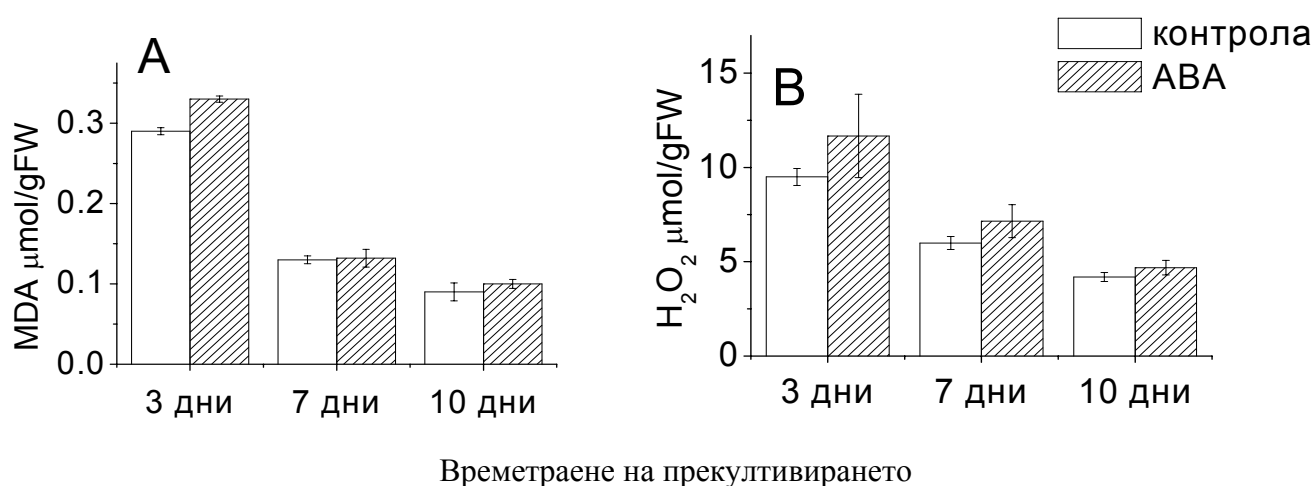 A
MDA μmol/gFW
0.3
0.2
0.1
0.0
3 дни 7 дни 10 дни
контрола
ABA
B
H₂O₂ μmol/gFW
15
10
5
0
3 дни 7 дни 10 дни
Времетраене на прекултивирането